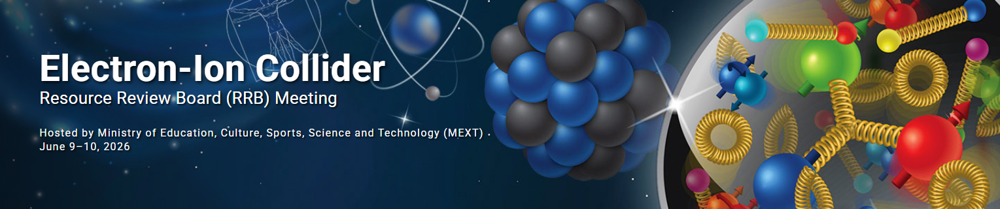 Electron-Ion Collider
Resource Review Board (RRB) Meeting
Hosted by Ministry of Education, Culture, Sports, Science and Technology (MEXT)
June 9–10, 2026